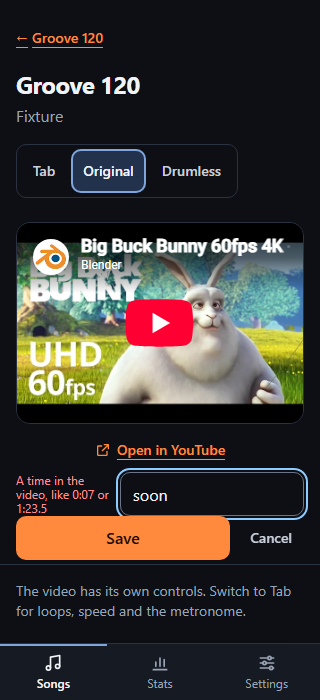 ← Groove 120
Groove 120
Fixture
Tab
Original
Drumless
Big Buck Bunny 60fps 4K
Blender
BIG BUCK
BUNNY
UHD
60fps
Open in YouTube
A time in the
video, like 0:07 or
1:23.5
soon
Save
Cancel
The video has its own controls. Switch to Tab
for loops, speed and the metronome.
Songs
Stats
Settings